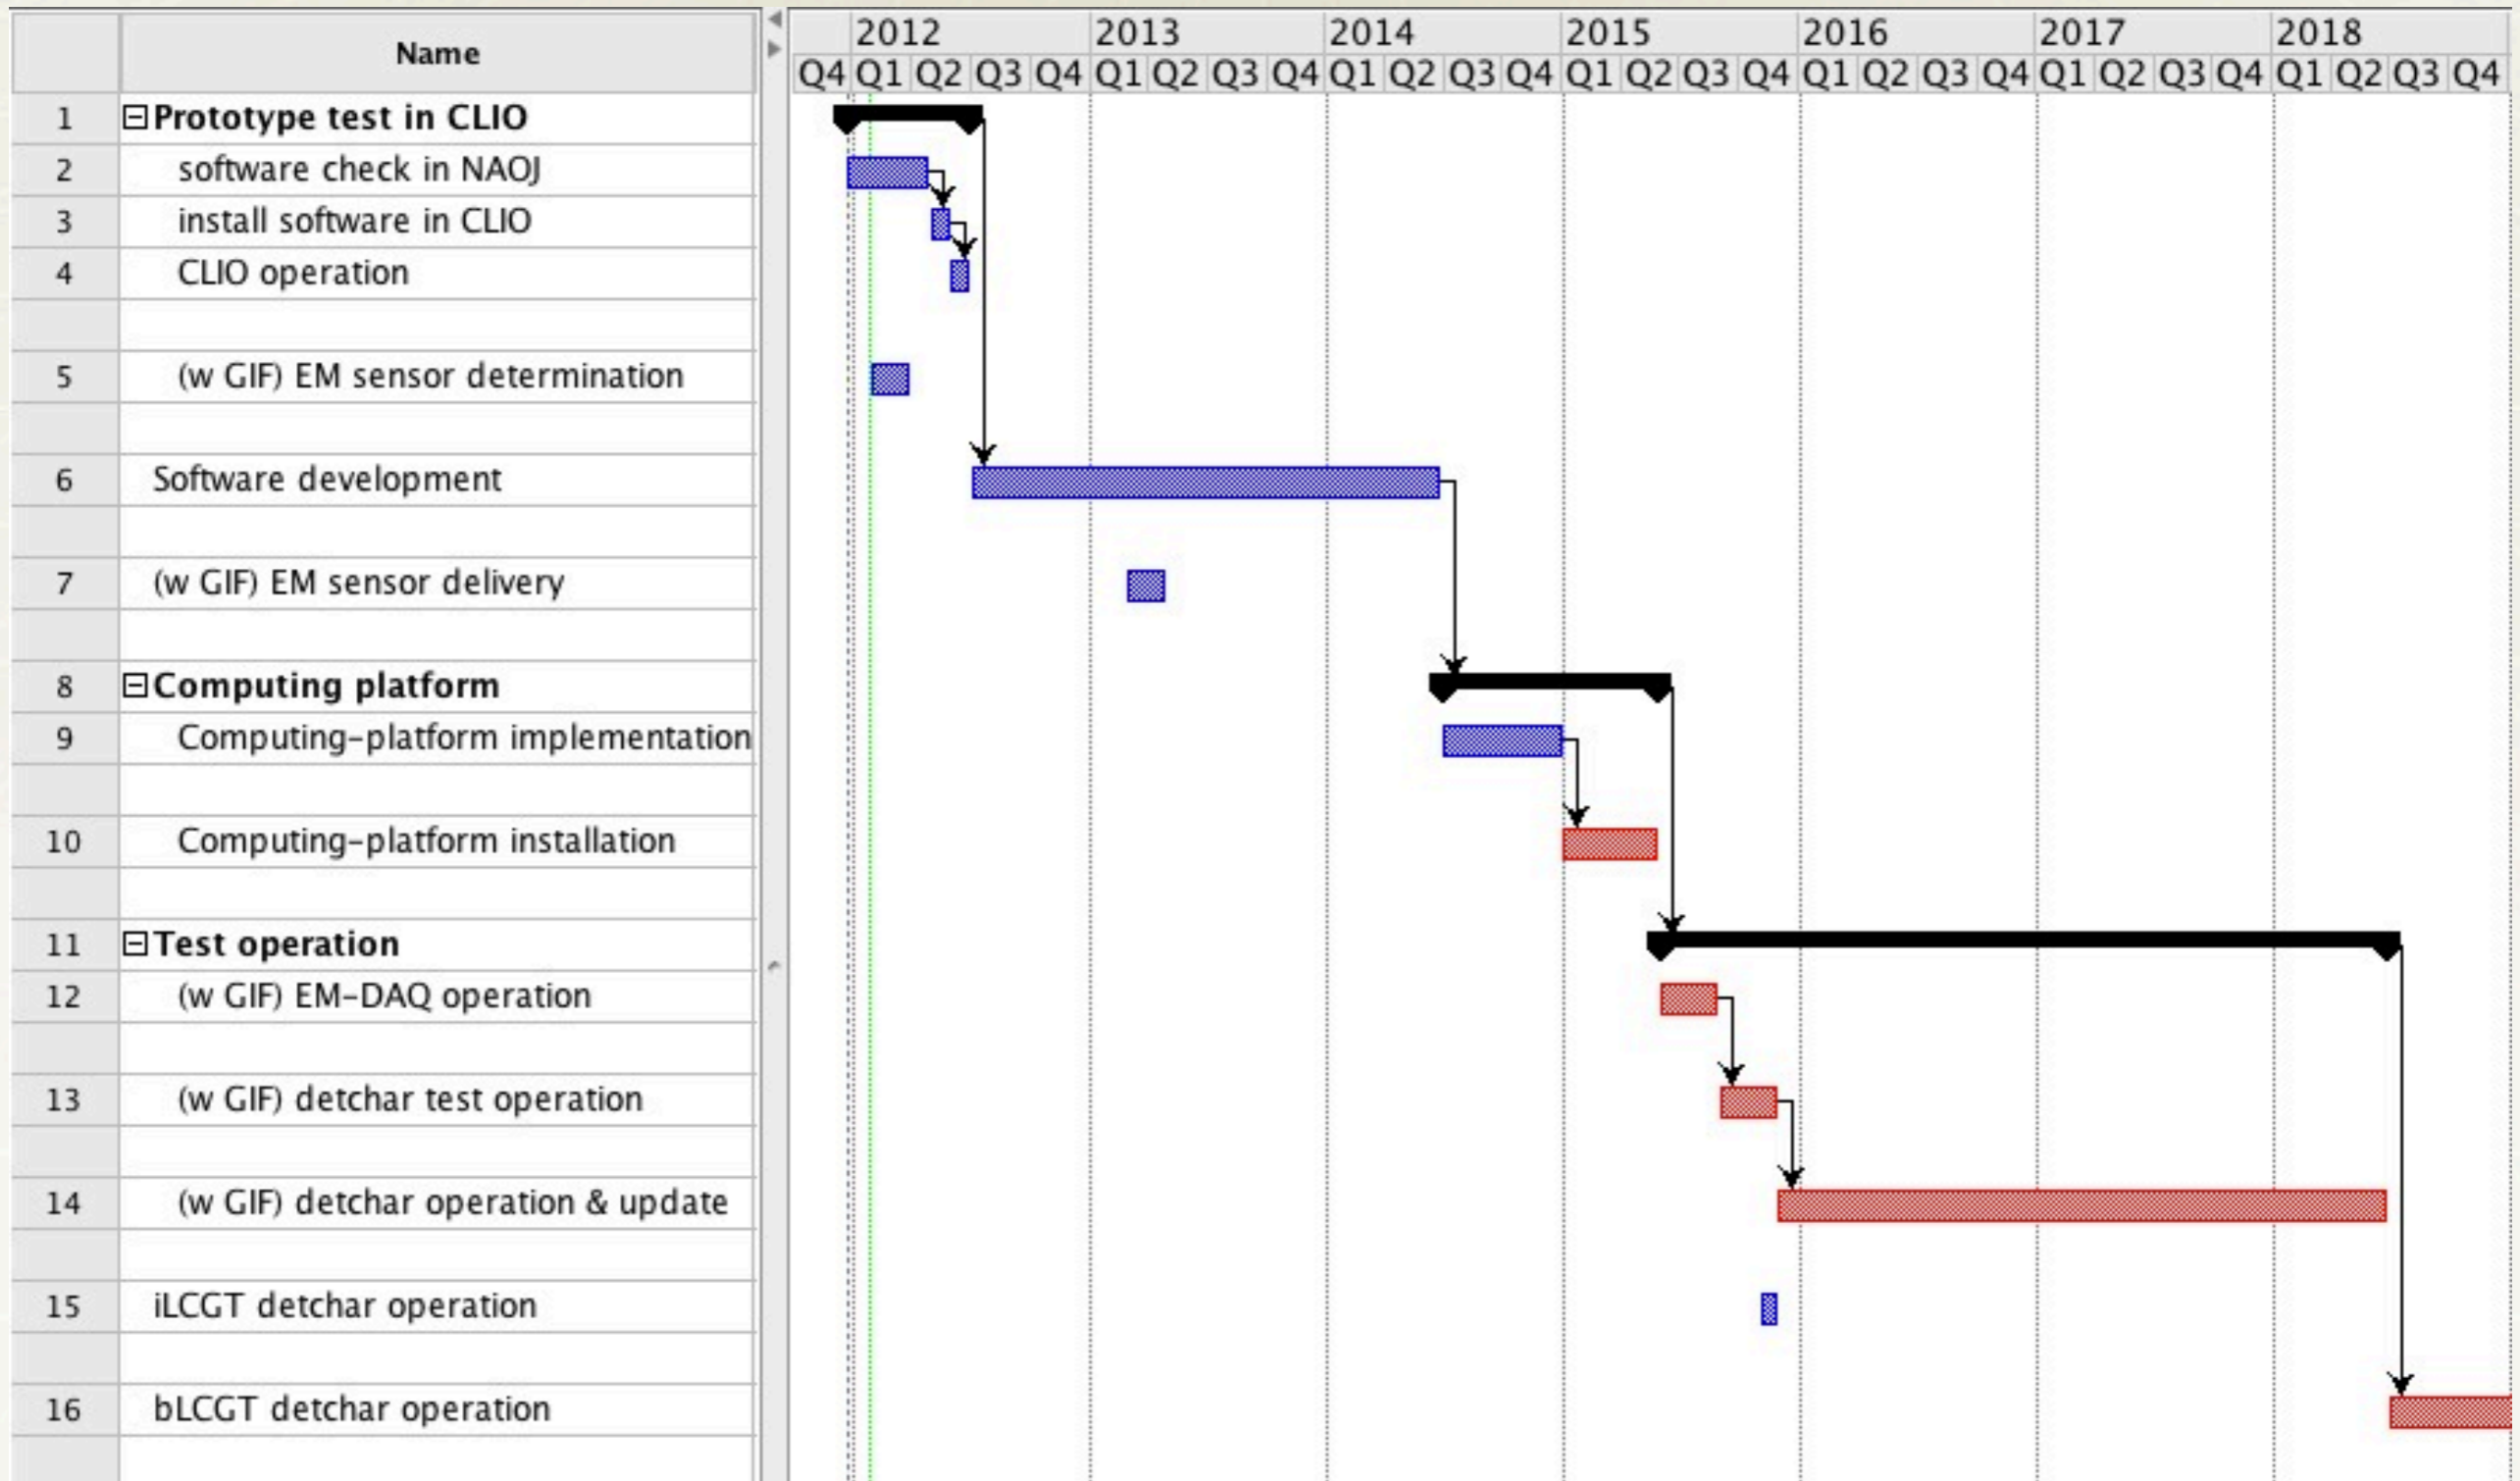 Name
2012 2013 2014 2015 2016 2017 2018
Q4 Q1 Q2 Q3 Q4 Q1 Q2 Q3 Q4 Q1 Q2 Q3 Q4 Q1 Q2 Q3 Q4 Q1 Q2 Q3 Q4 Q1 Q2 Q3 Q4 Q1 Q2 Q3 Q4
1 Prototype test in CLIO
2 software check in NAOJ
3 install software in CLIO
4 CLIO operation
5 (w GIF) EM sensor determination
6 Software development
7 (w GIF) EM sensor delivery
8 Computing platform
9 Computing-platform implementation
10 Computing-platform installation
11 Test operation
12 (w GIF) EM-DAQ operation
13 (w GIF) detchar test operation
14 (w GIF) detchar operation & update
15 iLCGT detchar operation
16 bLCGT detchar operation